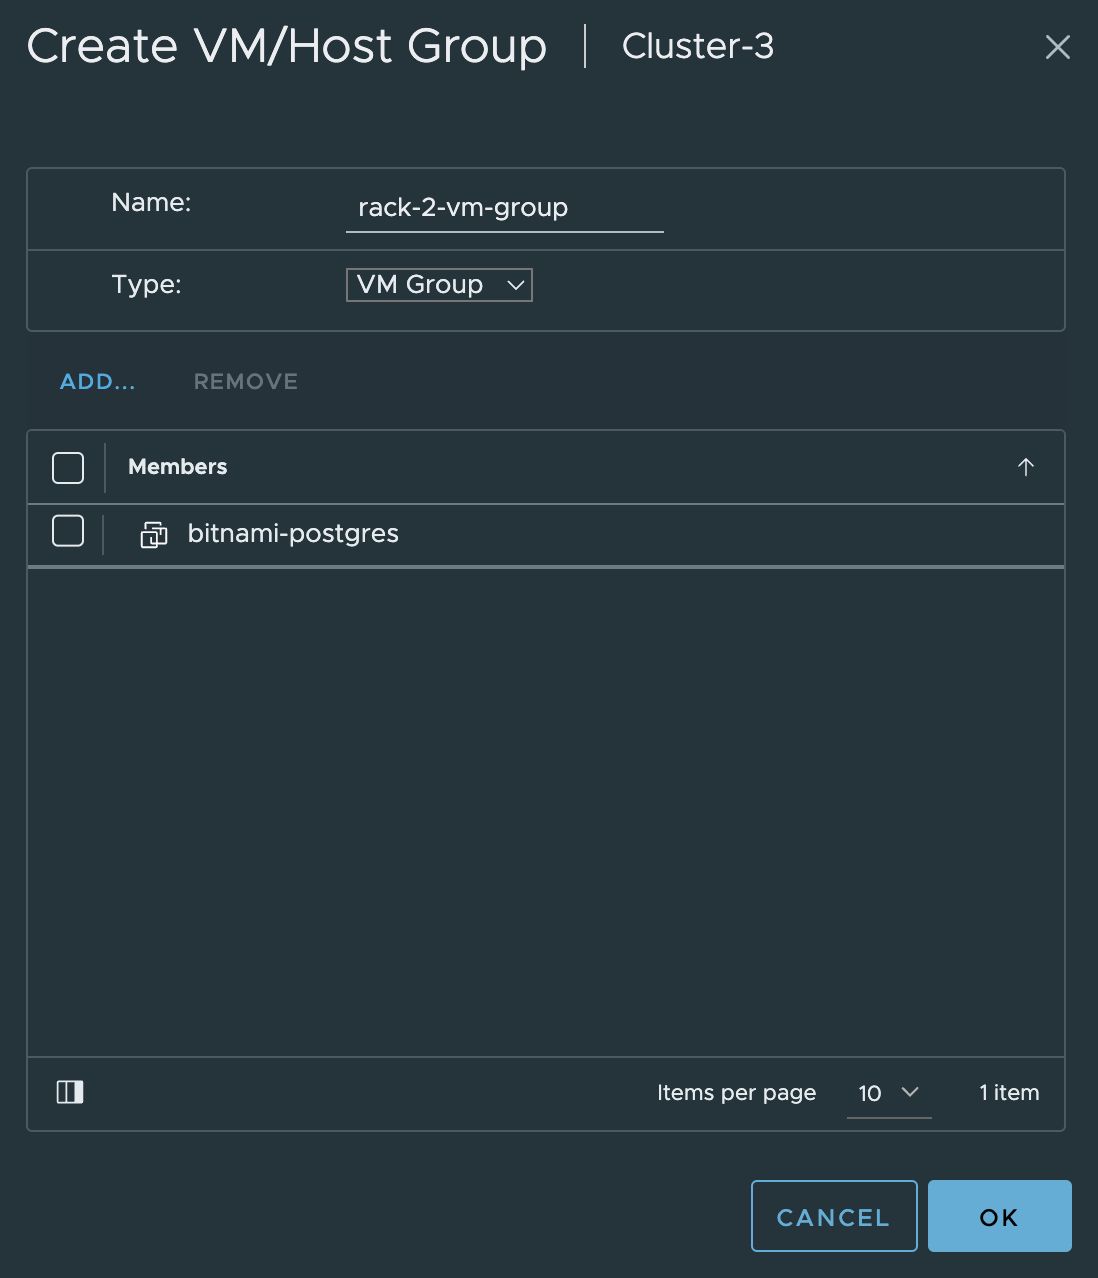 Create VM/Host Group | Cluster-3
Name: rack-2-vm-group
Type: VM Group
ADD... REMOVE
Members
bitnami-postgres
Items per page 10 1 item
CANCEL OK